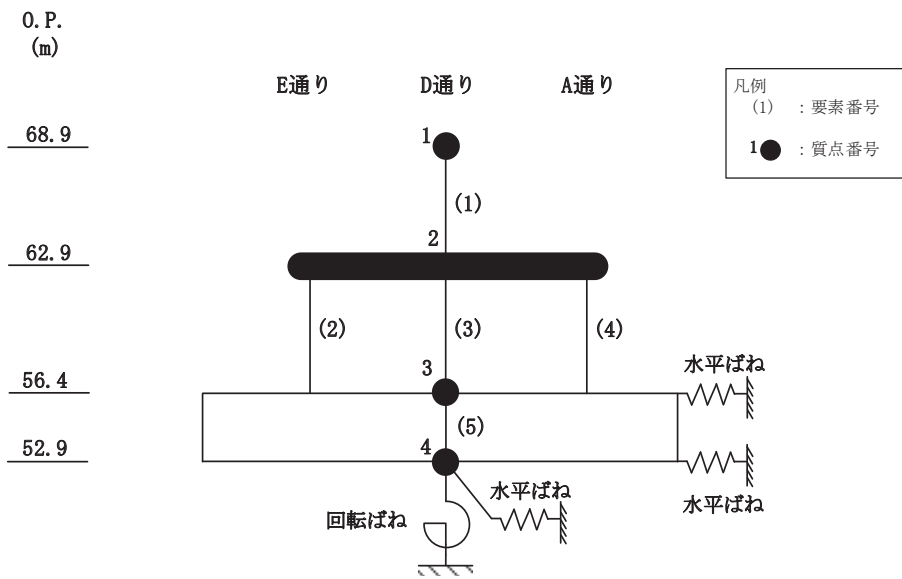 O.P.
(m)
E通り D通り A通り
凡例
(1) : 要素番号
1 : 質点番号
68.9
1
(1)
62.9
2
(2) (3) (4)
56.4
3
水平ばね
(5)
52.9
4
水平ばね
水平ばね
回転ばね